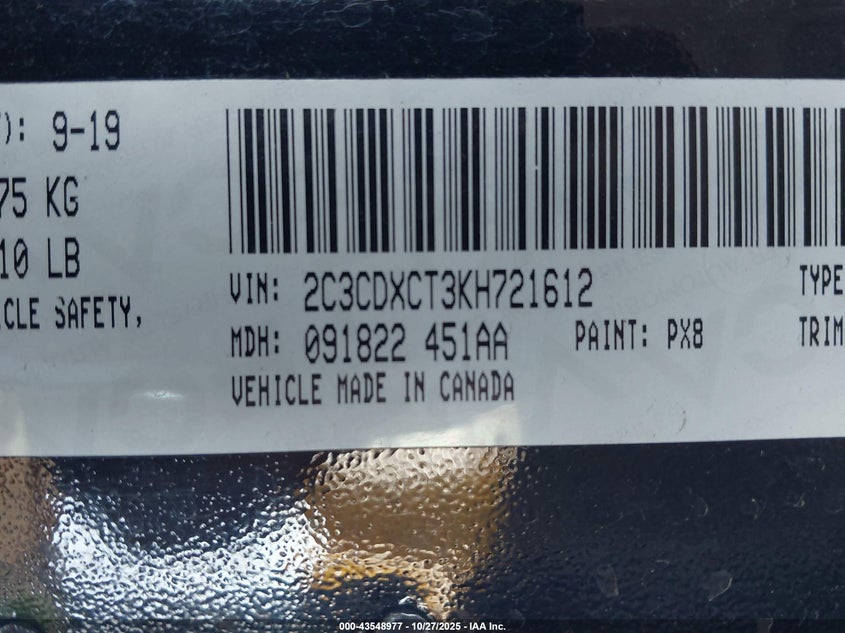 ): 9-19
75 KG
10 LB
ICLE SAFETY,
VIN: 2C3CDXCT3KH721612
TYPE
MDH: 091822 451AA
PAINT: PX8
TRIM
VEHICLE MADE IN CANADA
000-43548977 - 10/27/2025 - IAA Inc.